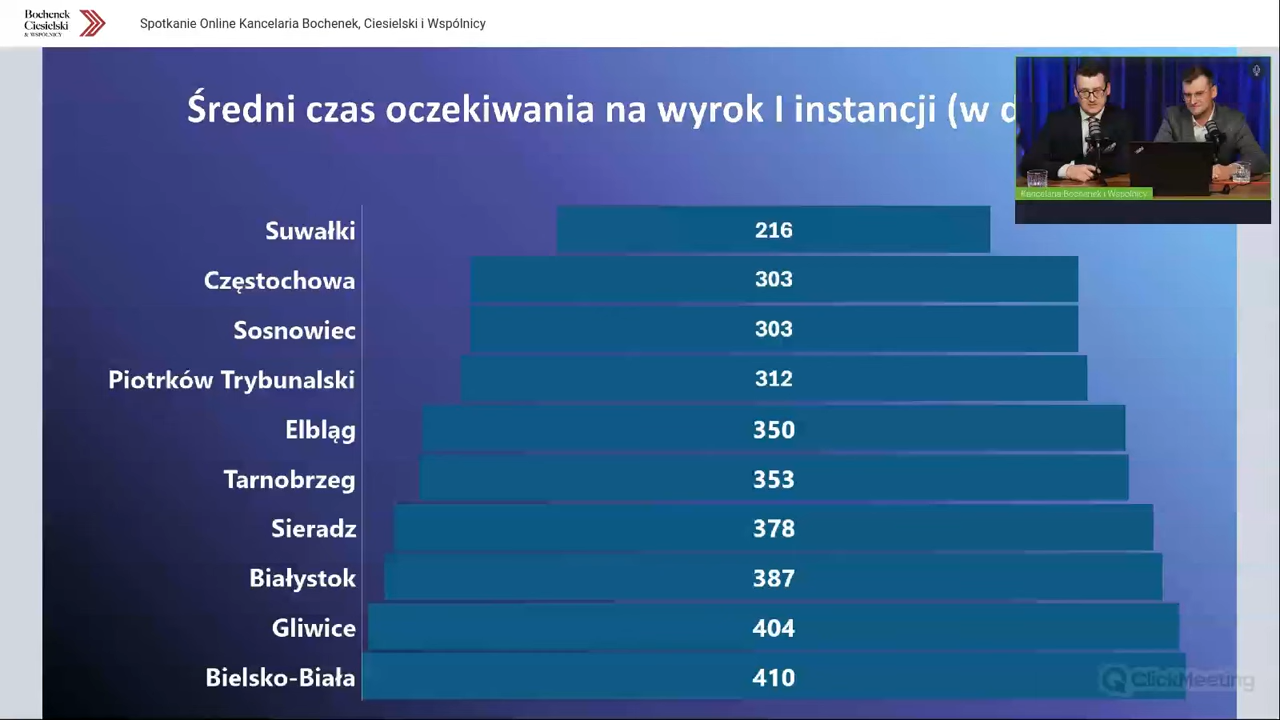 Bochenek
Ciesielski
& WSPÓLNICY
Spotkanie Online Kancelaria Bochenek, Ciesielski i Wspólnicy
Średni czas oczekiwania na wyrok I instancji (w d
Kancelaria Bochenek i Wspólnicy
Suwałki 216
Częstochowa 303
Sosnowiec 303
Piotrków Trybunalski 312
Elbląg 350
Tarnobrzeg 353
Sieradz 378
Białystok 387
Gliwice 404
Bielsko-Biała 410
ClickMeeting